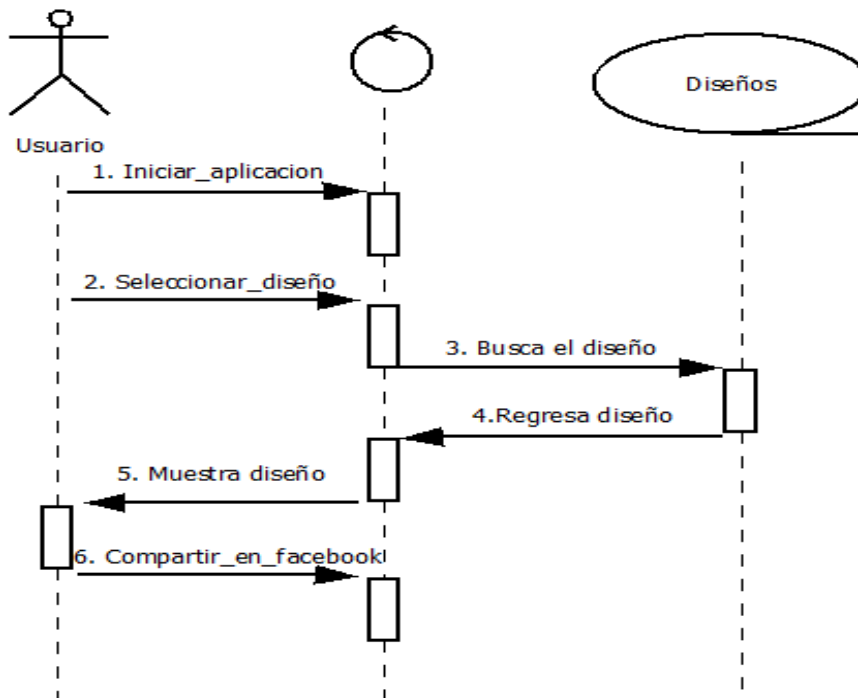 Diseños
Usuario
1. Iniciar_aplicacion
2. Seleccionar_diseño
3. Busca el diseño
4.Regresa diseño
5. Muestra diseño
6. Compartir_en_facebook